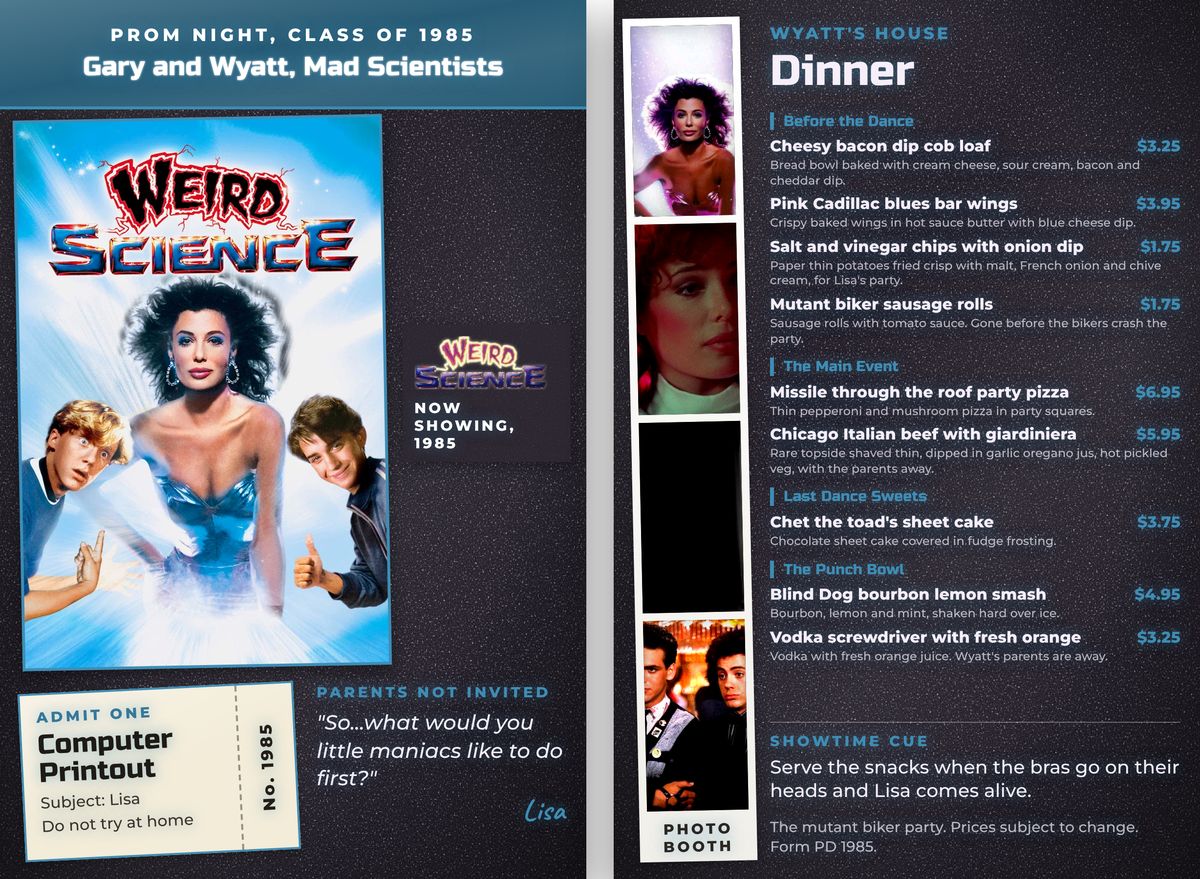 PROM NIGHT, CLASS OF 1985
Gary and Wyatt, Mad Scientists
WEIRD
SCIENCE
WEIRD
SCIENCE
NOW
SHOWING,
1985
ADMIT ONE
Computer
Printout
Subject: Lisa
Do not try at home
No. 1985
PARENTS NOT INVITED
"So...what would you
little maniacs like to do
first?"
Lisa
PHOTO
BOOTH
WYATT'S HOUSE
Dinner
Before the Dance
Cheesy bacon dip cob loaf $3.25
Bread bowl baked with cream cheese, sour cream, bacon and
cheddar dip.
Pink Cadillac blues bar wings $3.95
Crispy baked wings in hot sauce butter with blue cheese dip.
Salt and vinegar chips with onion dip $1.75
Paper thin potatoes fried crisp with malt, French onion and chive
cream, for Lisa's party.
Mutant biker sausage rolls $1.75
Sausage rolls with tomato sauce. Gone before the bikers crash the
party.
The Main Event
Missile through the roof party pizza $6.95
Thin pepperoni and mushroom pizza in party squares.
Chicago Italian beef with giardiniera $5.95
Rare topside shaved thin, dipped in garlic oregano jus, hot pickled
veg, with the parents away.
Last Dance Sweets
Chet the toad's sheet cake $3.75
Chocolate sheet cake covered in fudge frosting.
The Punch Bowl
Blind Dog bourbon lemon smash $4.95
Bourbon, lemon and mint, shaken hard over ice.
Vodka screwdriver with fresh orange $3.25
Vodka with fresh orange juice. Wyatt's parents are away.
SHOWTIME CUE
Serve the snacks when the bras go on their
heads and Lisa comes alive.
The mutant biker party. Prices subject to change.
Form PD 1985.